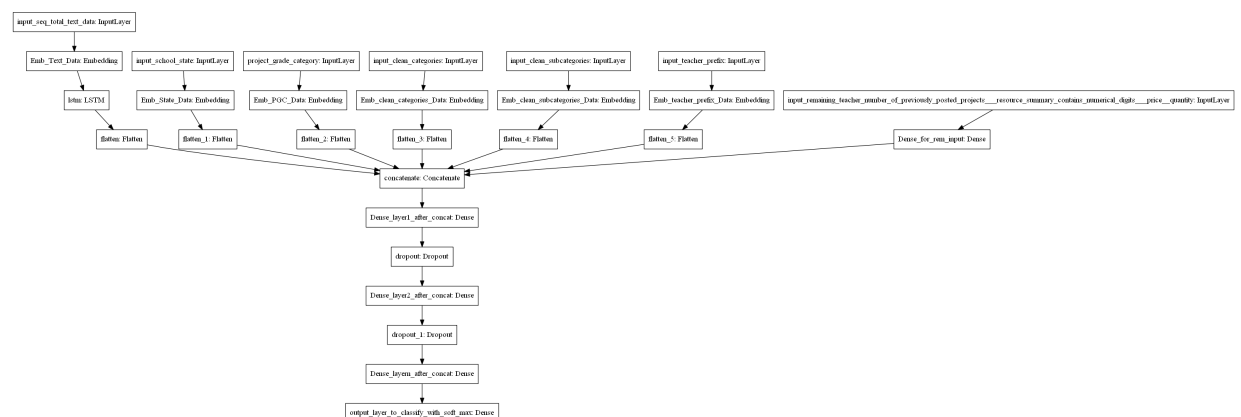 input_seq_total_text_data: InputLayer
Emb_Text_Data: Embedding
input_school_state: InputLayer
project_grade_category: InputLayer
input_clean_categories: InputLayer
input_clean_subcategories: InputLayer
input_teacher_prefix: InputLayer
lstm: LSTM
Emb_State_Data: Embedding
Emb_PGC_Data: Embedding
Emb_clean_categories_Data: Embedding
Emb_clean_subcategories_Data: Embedding
Emb_teacher_prefix_Data: Embedding
input_remaining_teacher_number_of_previously_posted_projects___resource_summary_contains_numerical_digits___price__quantity: InputLayer
flatten: Flatten
flatten_1: Flatten
flatten_2: Flatten
flatten_3: Flatten
flatten_4: Flatten
flatten_5: Flatten
Dense_for_rem_input: Dense
concatenate: Concatenate
Dense_layer1_after_concat: Dense
dropout: Dropout
Dense_layer2_after_concat: Dense
dropout_1: Dropout
Dense_layern_after_concat: Dense
output_layer_to_classify_with_soft_max: Dense